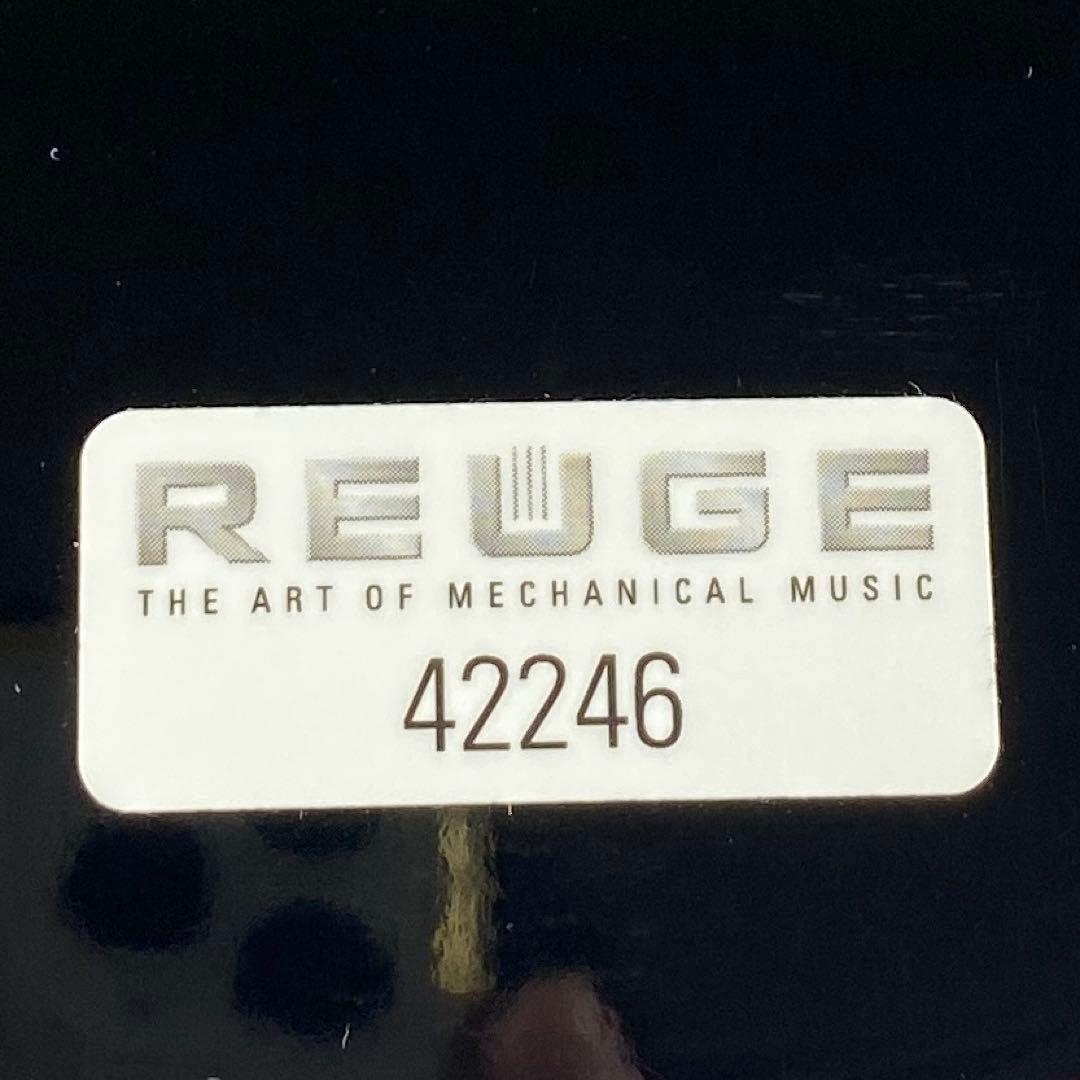 REUGE
THE ART OF MECHANICAL MUSIC
42246